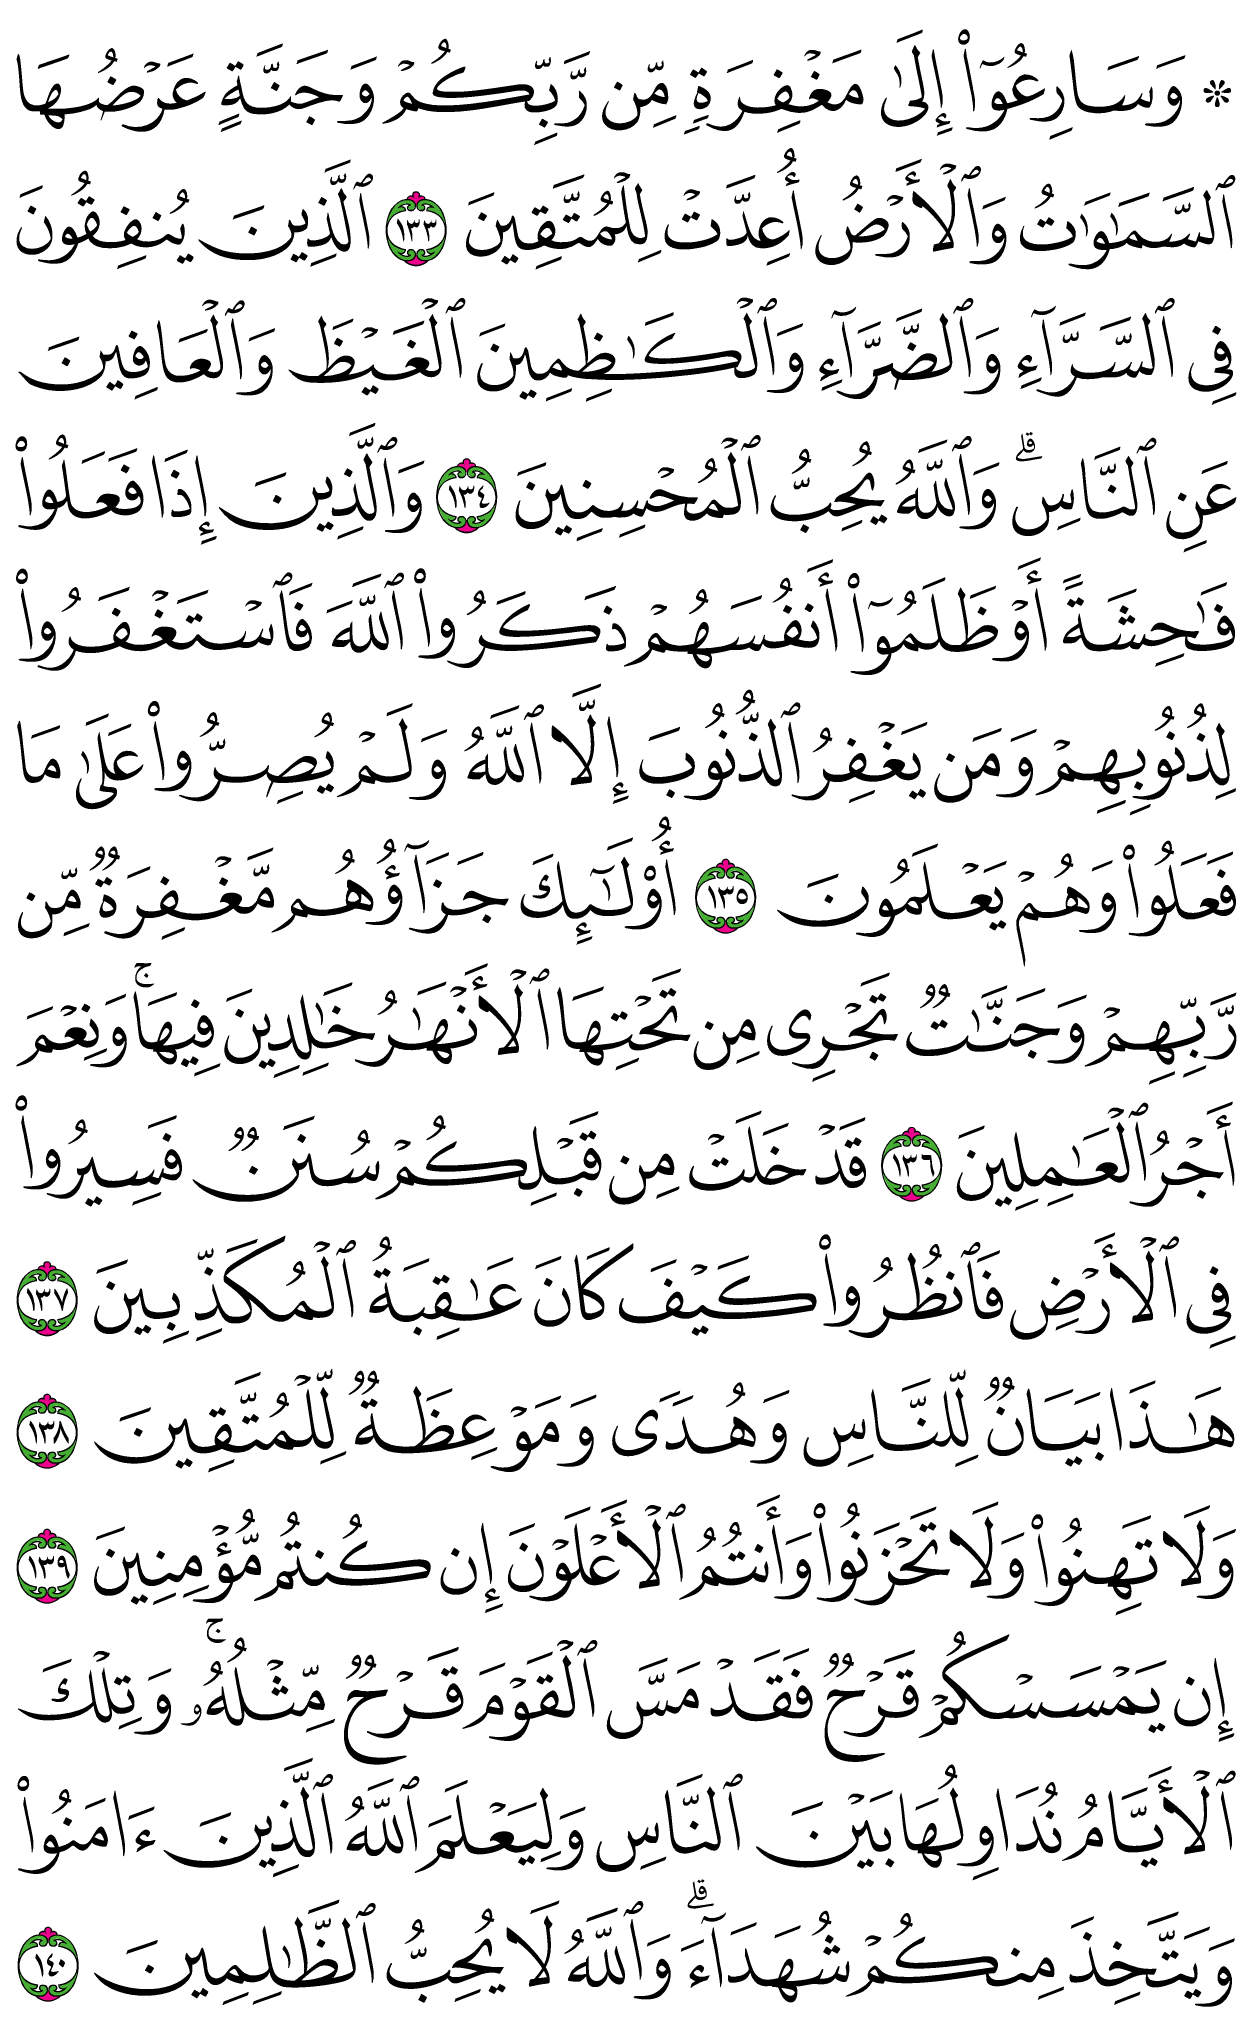 ۞ وَسَارِعُوٓا۟ إِلَىٰ مَغْفِرَةٍ مِّن رَّبِّكُمْ وَجَنَّةٍ عَرْضُهَا
ٱلسَّمَـٰوَٰتُ وَٱلْأَرْضُ أُعِدَّتْ لِلْمُتَّقِينَ ١٣٣ ٱلَّذِينَ يُنفِقُونَ
فِى ٱلسَّرَّآءِ وَٱلضَّرَّآءِ وَٱلْكَـٰظِمِينَ ٱلْغَيْظَ وَٱلْعَافِينَ
عَنِ ٱلنَّاسِ ۗ وَٱللَّهُ يُحِبُّ ٱلْمُحْسِنِينَ ١٣٤ وَٱلَّذِينَ إِذَا فَعَلُوا۟
فَـٰحِشَةً أَوْ ظَلَمُوٓا۟ أَنفُسَهُمْ ذَكَرُوا۟ ٱللَّهَ فَٱسْتَغْفَرُوا۟
لِذُنُوبِهِمْ وَمَن يَغْفِرُ ٱلذُّنُوبَ إِلَّا ٱللَّهُ وَلَمْ يُصِرُّوا۟ عَلَىٰ مَا
فَعَلُوا۟ وَهُمْ يَعْلَمُونَ ١٣٥ أُو۟لَـٰٓئِكَ جَزَآؤُهُم مَّغْفِرَةٌ مِّن
رَّبِّهِمْ وَجَنَّـٰتٌ تَجْرِى مِن تَحْتِهَا ٱلْأَنْهَـٰرُ خَـٰلِدِينَ فِيهَا ۚ وَنِعْمَ
أَجْرُ ٱلْعَـٰمِلِينَ ١٣٦ قَدْ خَلَتْ مِن قَبْلِكُمْ سُنَنٌ فَسِيرُوا۟
فِى ٱلْأَرْضِ فَٱنظُرُوا۟ كَيْفَ كَانَ عَـٰقِبَةُ ٱلْمُكَذِّبِينَ ١٣٧
هَـٰذَا بَيَانٌ لِّلنَّاسِ وَهُدًى وَمَوْعِظَةٌ لِّلْمُتَّقِينَ ١٣٨
وَلَا تَهِنُوا۟ وَلَا تَحْزَنُوا۟ وَأَنتُمُ ٱلْأَعْلَوْنَ إِن كُنتُم مُّؤْمِنِينَ ١٣٩
إِن يَمْسَسْكُمْ قَرْحٌ فَقَدْ مَسَّ ٱلْقَوْمَ قَرْحٌ مِّثْلُهُۥ ۚ وَتِلْكَ
ٱلْأَيَّامُ نُدَاوِلُهَا بَيْنَ ٱلنَّاسِ وَلِيَعْلَمَ ٱللَّهُ ٱلَّذِينَ ءَامَنُوا۟
وَيَتَّخِذَ مِنكُمْ شُهَدَآءَ ۗ وَٱللَّهُ لَا يُحِبُّ ٱلظَّـٰلِمِينَ ١٤٠